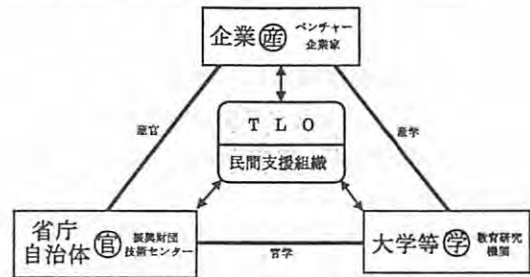 企業 産 ベンチャー
企業家
産官
産学
TLO
民間支援組織
省庁
自治体 官 振興財団
技術センター
官学
大学等 学 教育研究
機関